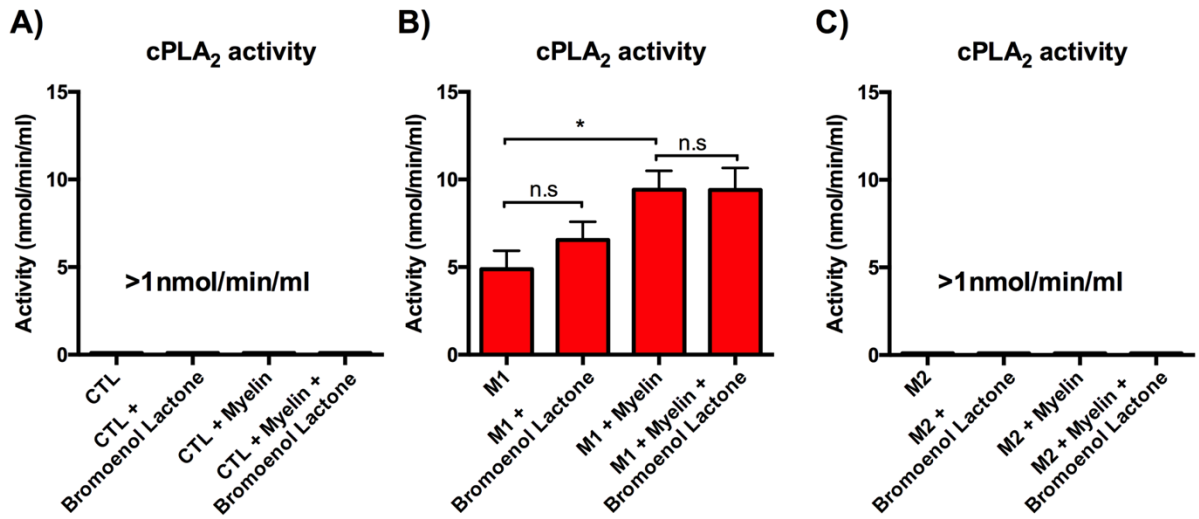 A)
cPLA2 activity
Activity (nmol/min/ml)
15
10
5
0
>1nmol/min/ml
CTL
CTL +
Bromoenol Lactone
CTL + Myelin
CTL + Myelin +
Bromoenol Lactone
B)
cPLA2 activity
Activity (nmol/min/ml)
15
10
5
0
*
n.s
n.s
M1
M1 +
Bromoenol Lactone
M1 + Myelin
M1 + Myelin +
Bromoenol Lactone
C)
cPLA2 activity
Activity (nmol/min/ml)
15
10
5
0
>1nmol/min/ml
M2
M2 +
Bromoenol Lactone
M2 + Myelin
M2 + Myelin +
Bromoenol Lactone